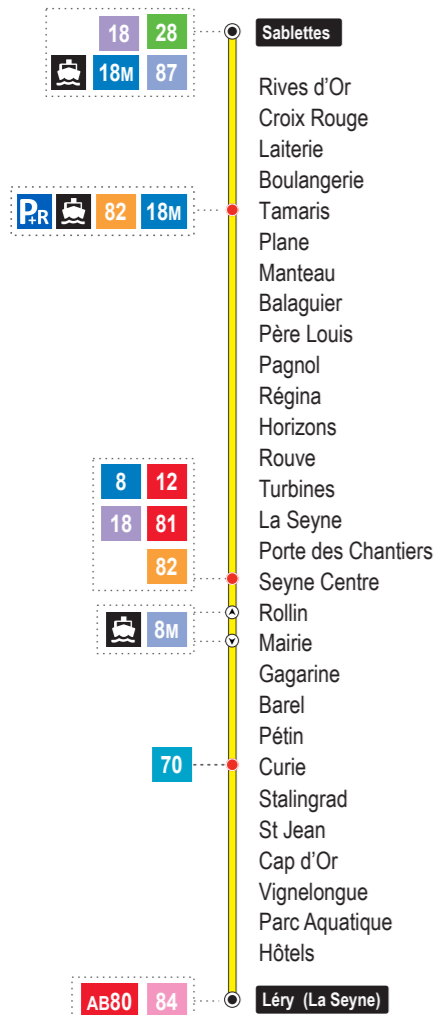 18 28 Sablettes
18M 87
Rives d’Or
Croix Rouge
Laiterie
Boulangerie
P+R 82 18M Tamaris
Plane
Manteau
Balaguier
Père Louis
Pagnol
Régina
Horizons
Rouve
8 12 Turbines
18 81 La Seyne
Porte des Chantiers
82 Seyne Centre
Rollin
8M Mairie
Gagarine
Barel
Pétin
70 Curie
Stalingrad
St Jean
Cap d’Or
Vignelongue
Parc Aquatique
Hôtels
AB80 84 Léry (La Seyne)